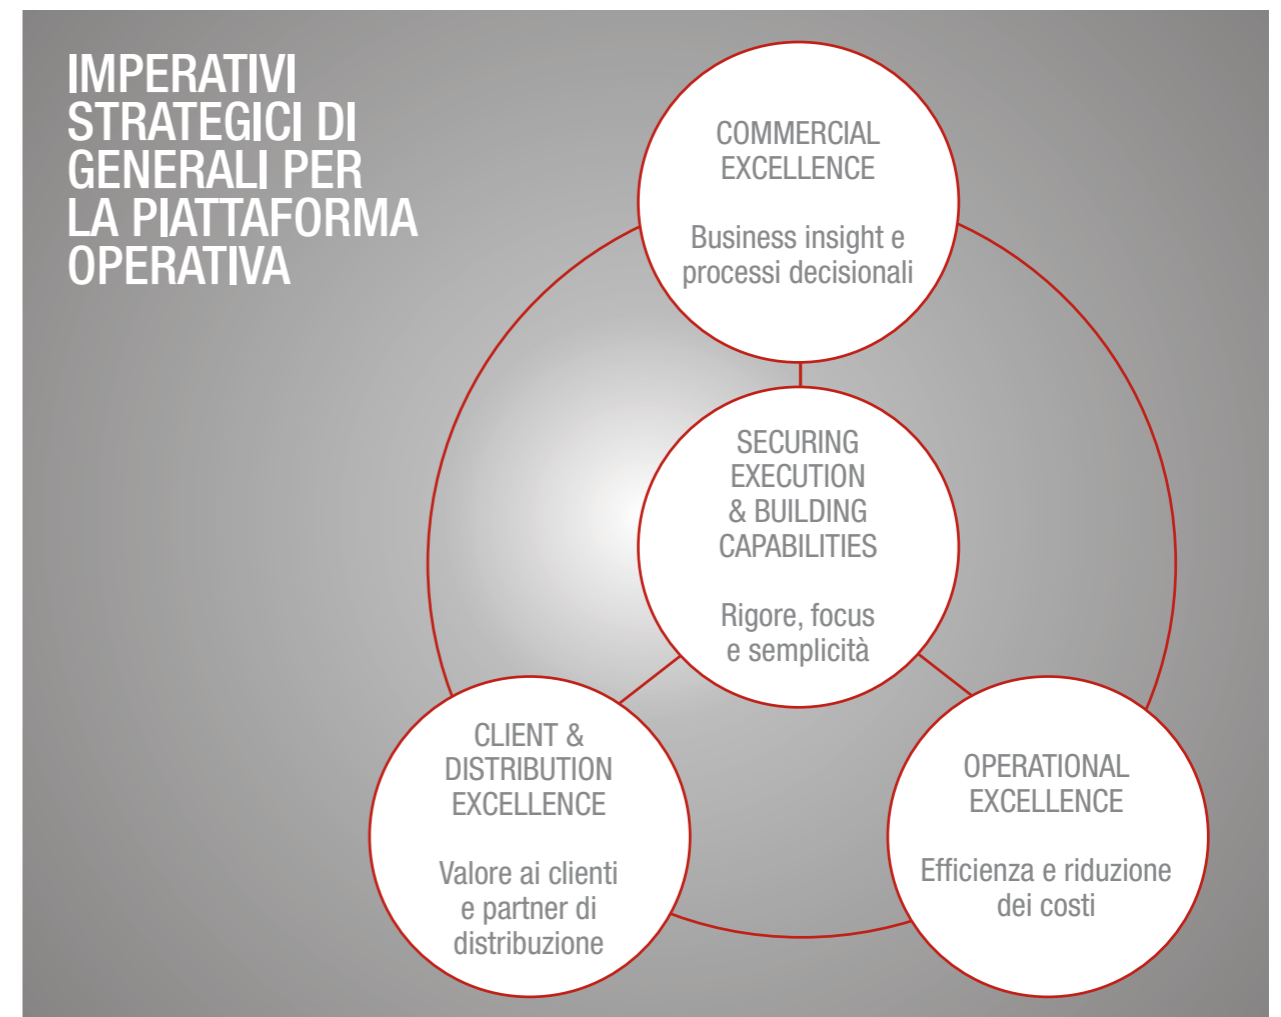 IMPERATIVI
STRATEGICI DI
GENERALI PER
LA PIATTAFORMA
OPERATIVA
COMMERCIAL
EXCELLENCE
Business insight e
processi decisionali
SECURING
EXECUTION
& BUILDING
CAPABILITIES
Rigore, focus
e semplicità
CLIENT &
DISTRIBUTION
EXCELLENCE
Valore ai clienti
e partner di
distribuzione
OPERATIONAL
EXCELLENCE
Efficienza e riduzione
dei costi